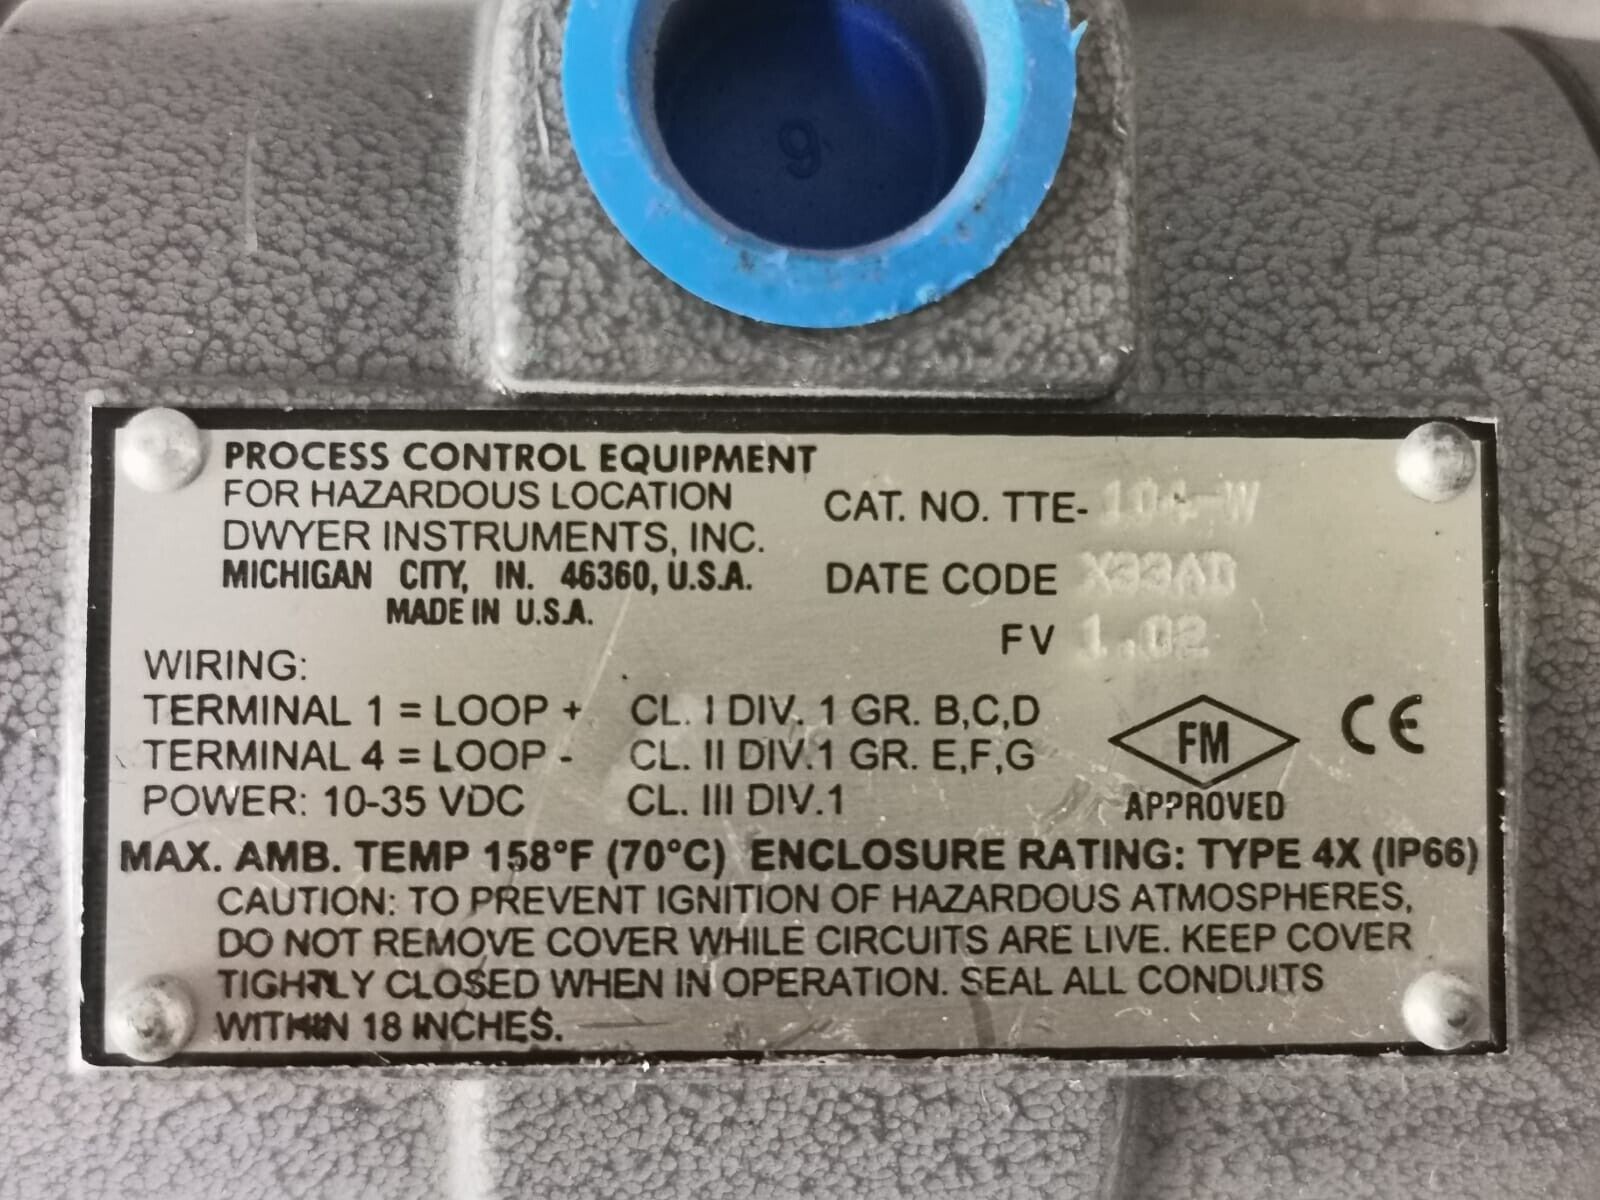 9
PROCESS CONTROL EQUIPMENT
FOR HAZARDOUS LOCATION
DWYER INSTRUMENTS, INC.
MICHIGAN CITY, IN. 46360, U.S.A.
MADE IN U.S.A.
CAT. NO. TTE-104-W
DATE CODE X33AD
FV 1.02
WIRING:
TERMINAL 1 = LOOP +
TERMINAL 4 = LOOP -
POWER: 10-35 VDC
CL. I DIV. 1 GR. B,C,D
CL. II DIV.1 GR. E,F,G
CL. III DIV.1
FM
APPROVED
CE
MAX. AMB. TEMP 158°F (70°C) ENCLOSURE RATING: TYPE 4X (IP66)
CAUTION: TO PREVENT IGNITION OF HAZARDOUS ATMOSPHERES,
DO NOT REMOVE COVER WHILE CIRCUITS ARE LIVE. KEEP COVER
TIGHTLY CLOSED WHEN IN OPERATION. SEAL ALL CONDUITS
WITHIN 18 INCHES.